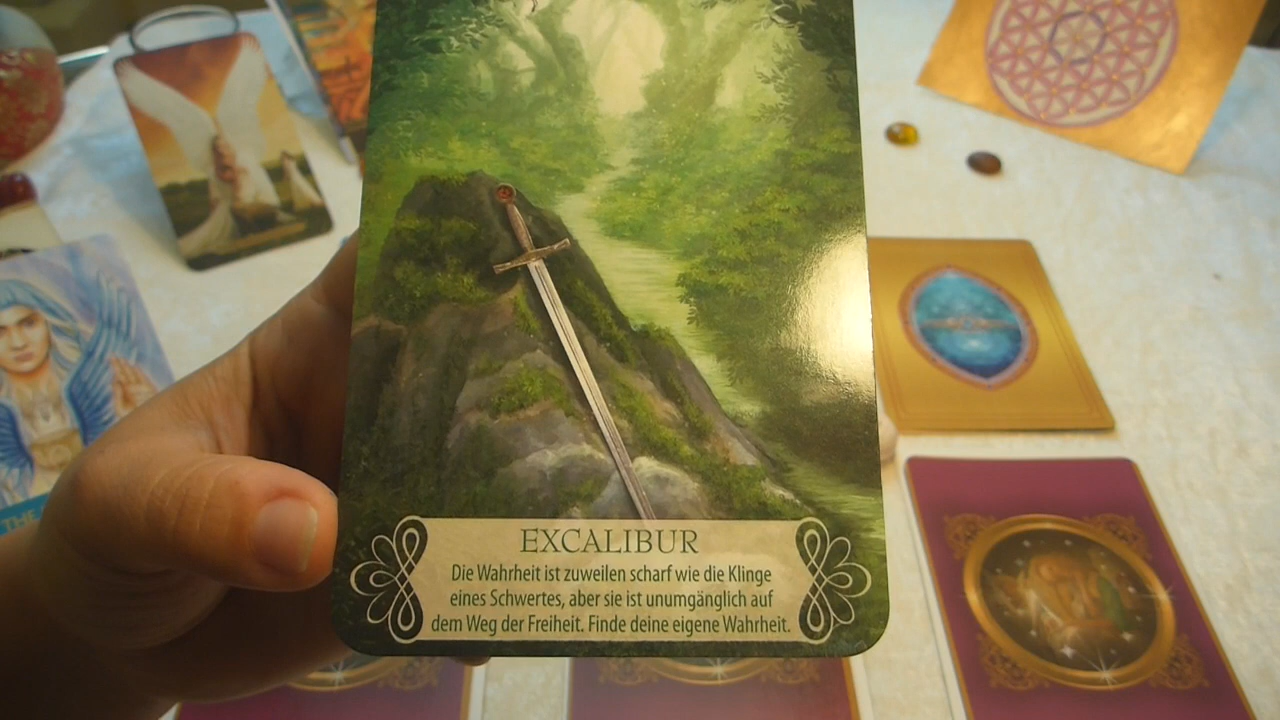 EXCALIBUR
Die Wahrheit ist zuweilen scharf wie die Klinge
eines Schwertes, aber sie ist unumgänglich auf
dem Weg der Freiheit. Finde deine eigene Wahrheit.
THE